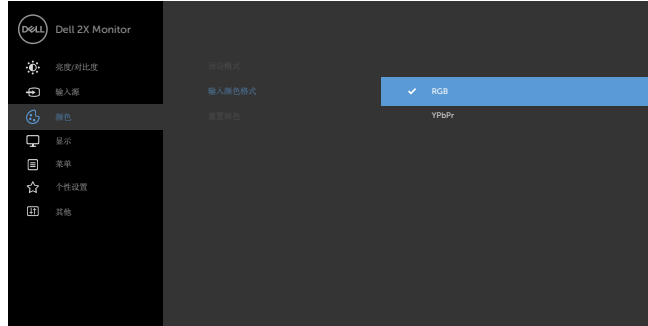 DELL
Dell 2X Monitor
亮度/对比度
输入源
颜色
显示
菜单
个性设置
其他
预设模式
输入颜色格式
重置颜色
RGB
YPbPr